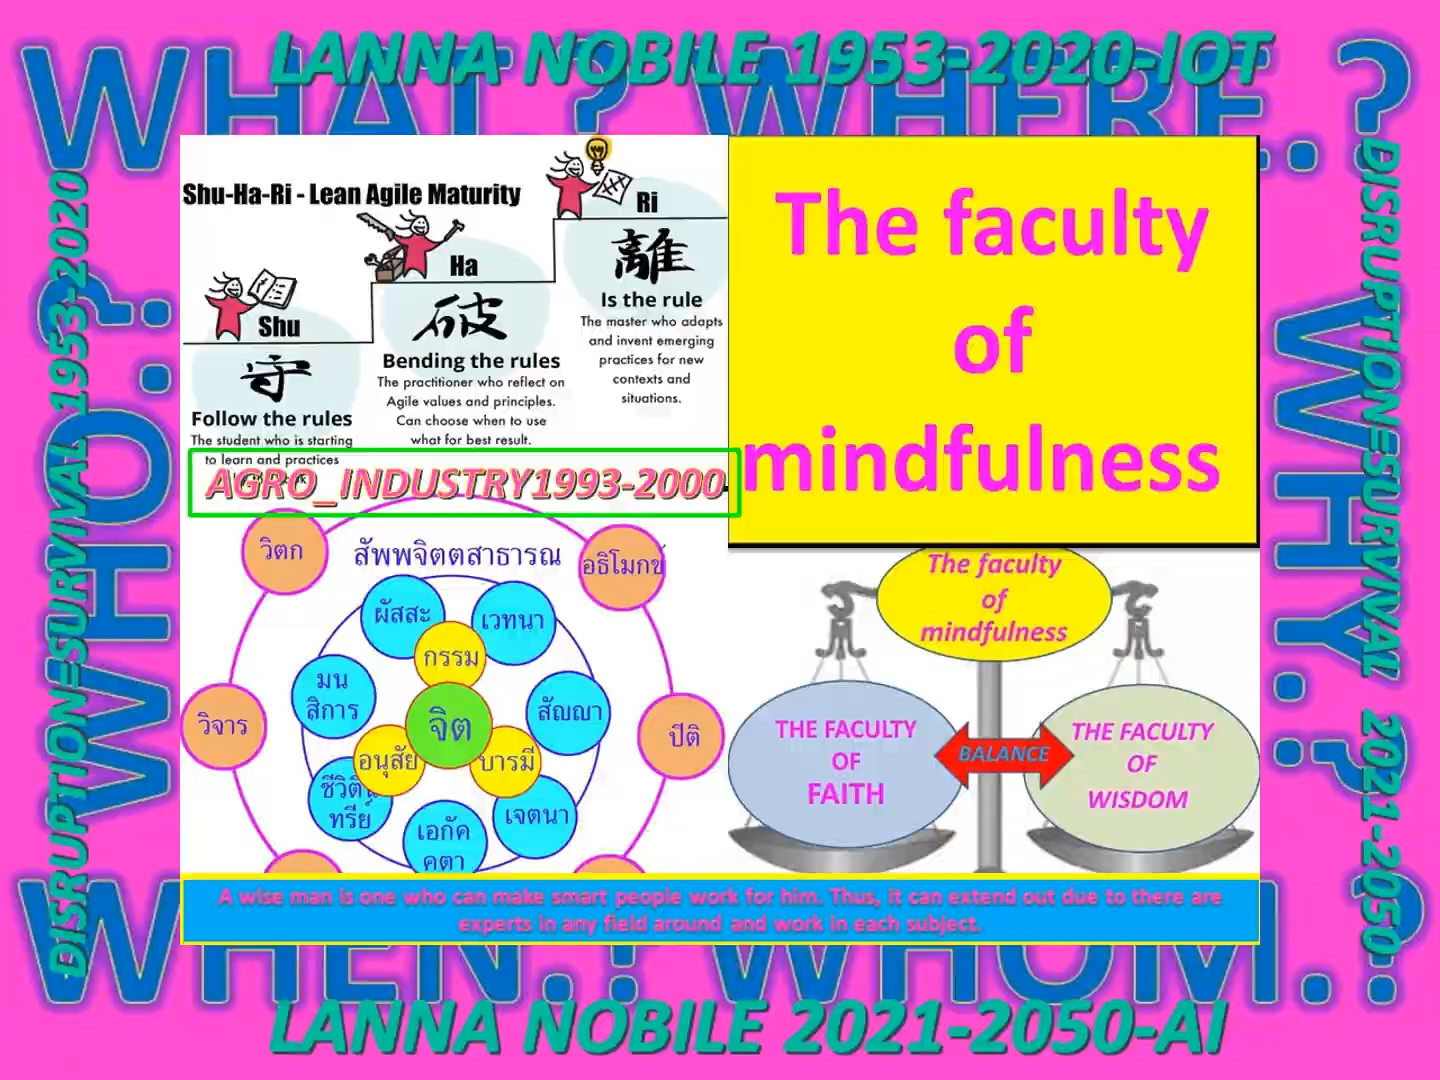 WHAT ? WHERE.?
LANNA NOBILE 1953-2020-IOT
DISRUPTION=SURVIVAL 1953-2020
WHO.?
Shu-Ha-Ri - Lean Agile Maturity
Ri
離
Is the rule
The master who adapts
and invent emerging
practices for new
contexts and
situations.
Ha
破
Bending the rules
The practitioner who reflect on
Agile values and principles.
Can choose when to use
what for best result.
Shu
守
Follow the rules
The student who is starting
to learn and practices
AGRO_INDUSTRY1993-2000
The faculty
of
mindfulness
สัพพจิตตสาธารณ
วิตก
อธิโมกข์
ผัสสะ
เวทนา
กรรม
มน
สิการ
สัญญา
จิต
วิจาร
ปีติ
อนุสัย
บารมี
ชีวิติน
ทรีย์
เจตนา
เอกัค
คตา
The faculty
of
mindfulness
THE FACULTY
OF
FAITH
BALANCE
THE FACULTY
OF
WISDOM
A wise man is one who can make smart people work for him. Thus, it can extend out due to there are
experts in any field around and work in each subject.
WHY.?
DISRUPTION=SURVIVAL 2021-2050
WHEN.? WHOM.?
LANNA NOBILE 2021-2050-AI